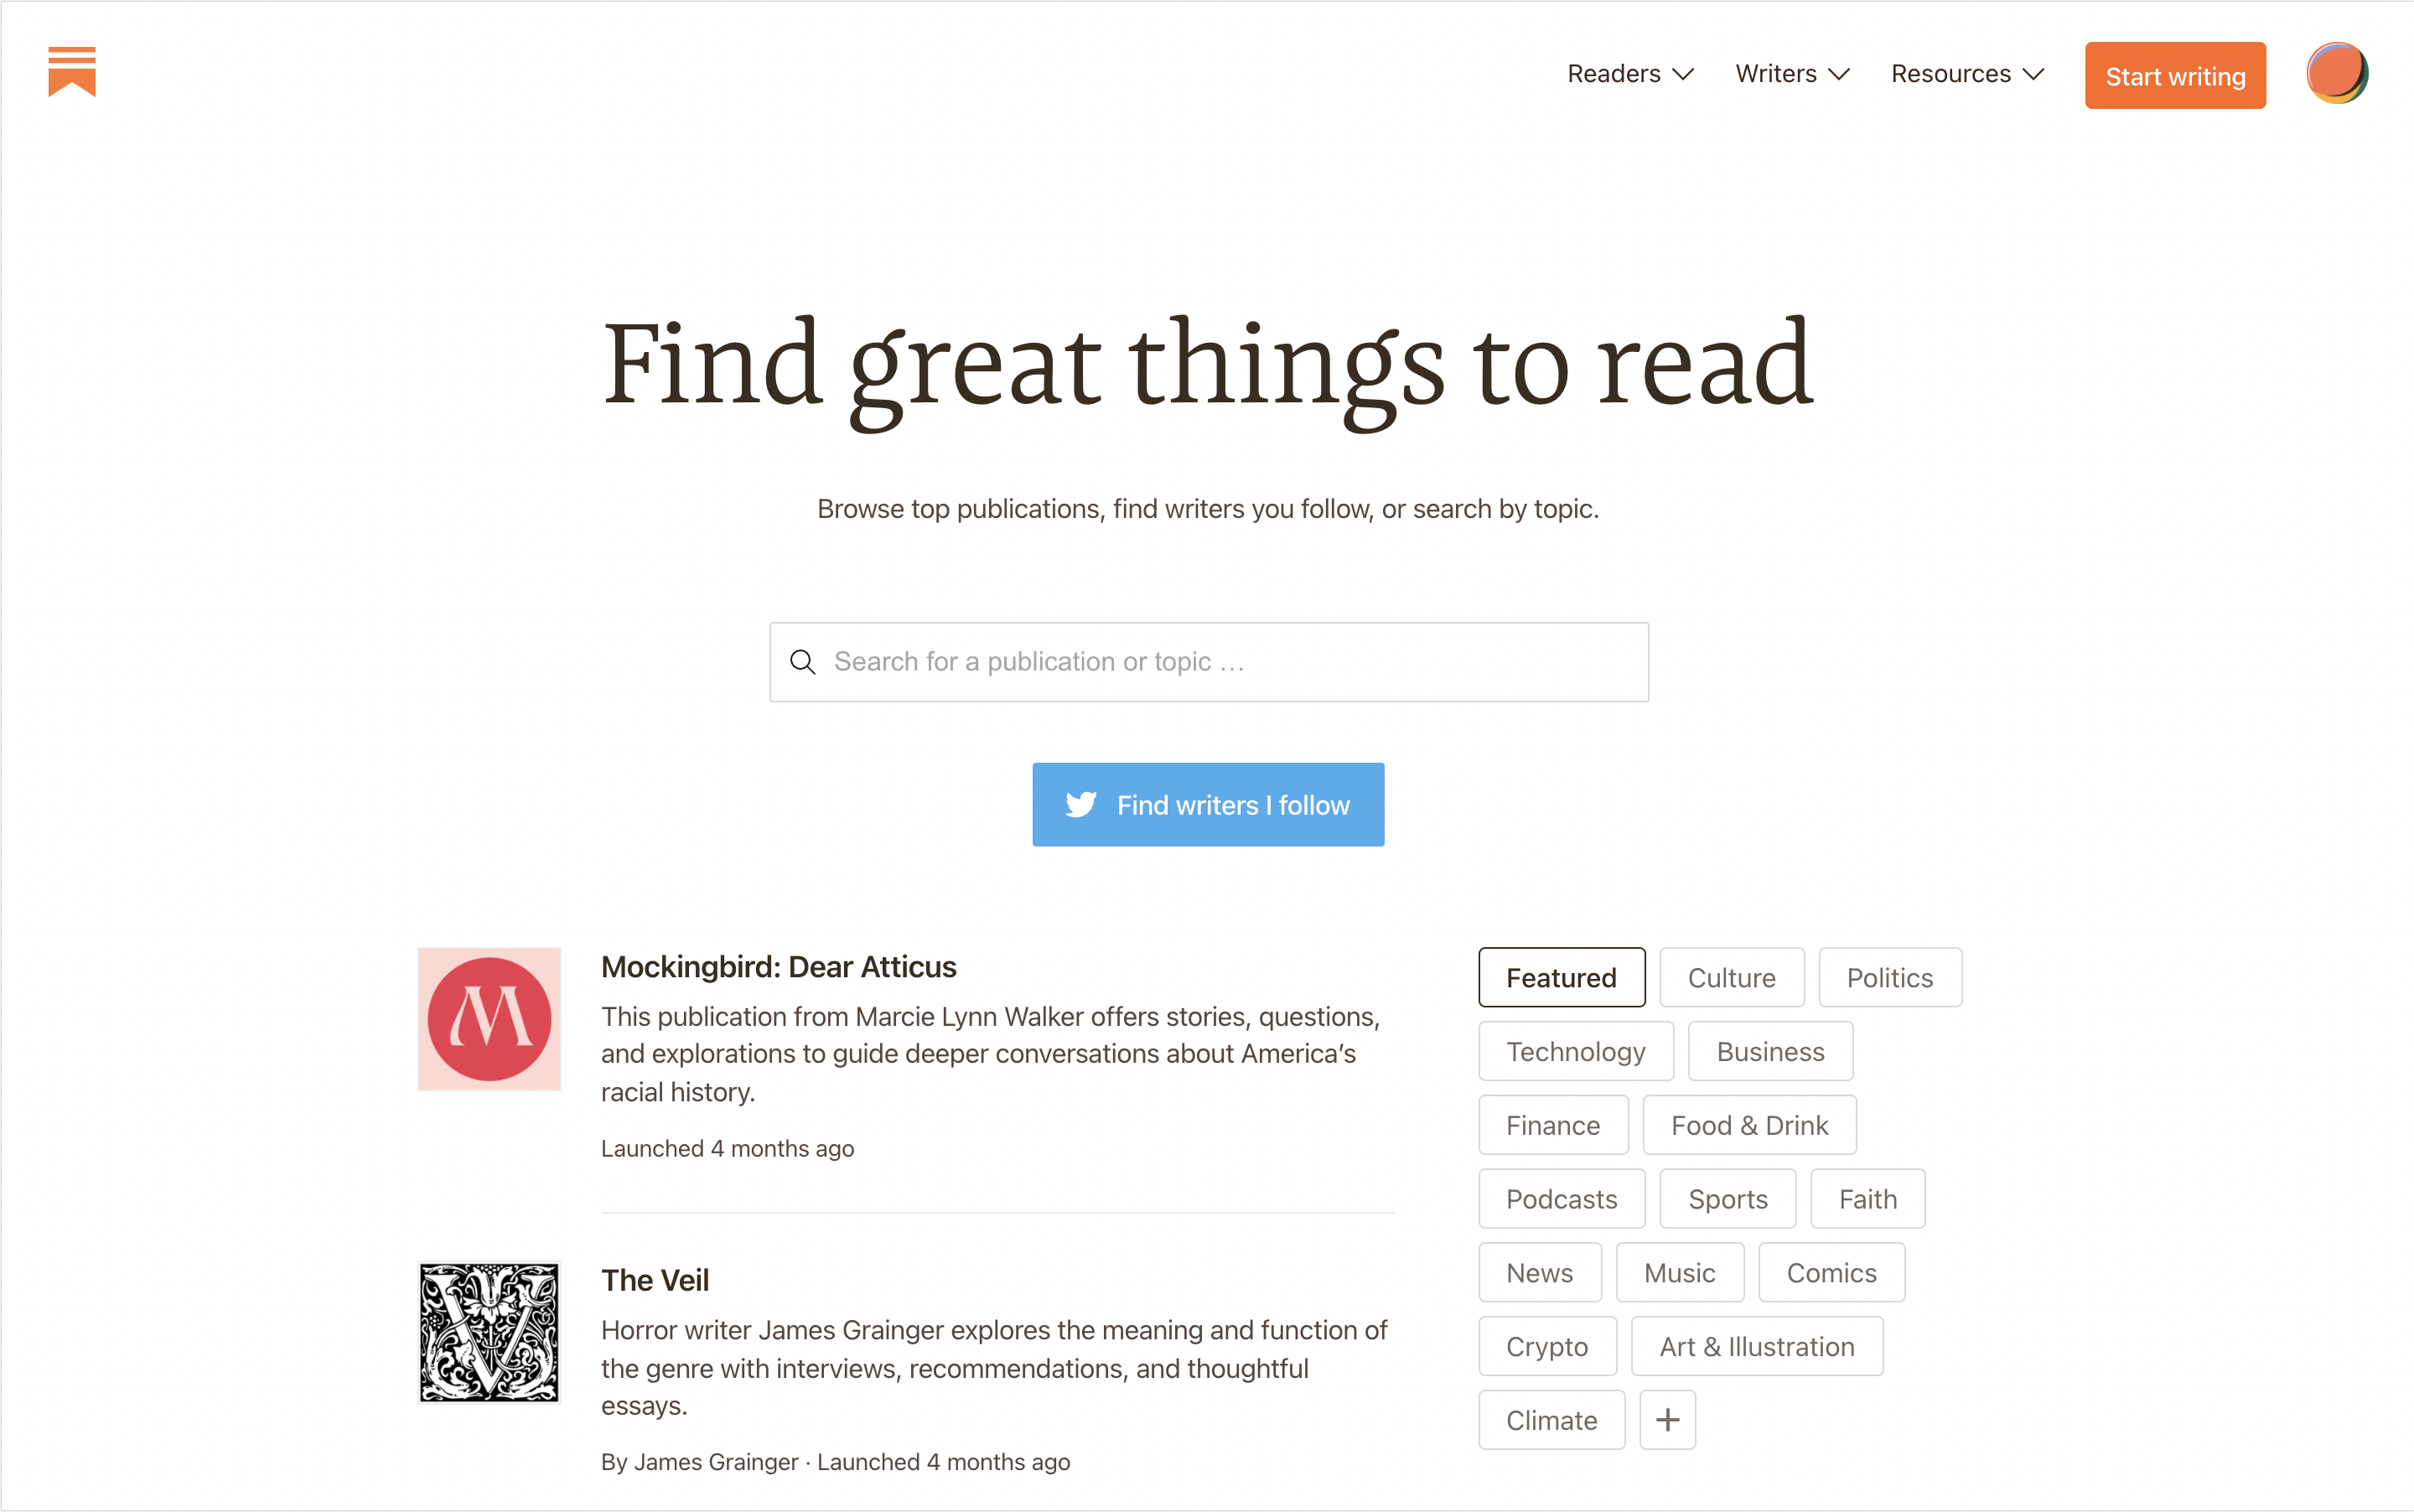 Readers Writers Resources Start writing
Find great things to read
Browse top publications, find writers you follow, or search by topic.
Search for a publication or topic …
Find writers I follow
M
Mockingbird: Dear Atticus
This publication from Marcie Lynn Walker offers stories, questions,
and explorations to guide deeper conversations about America’s
racial history.
Launched 4 months ago
V
The Veil
Horror writer James Grainger explores the meaning and function of
the genre with interviews, recommendations, and thoughtful
essays.
By James Grainger · Launched 4 months ago
Featured Culture Politics
Technology Business
Finance Food & Drink
Podcasts Sports Faith
News Music Comics
Crypto Art & Illustration
Climate +